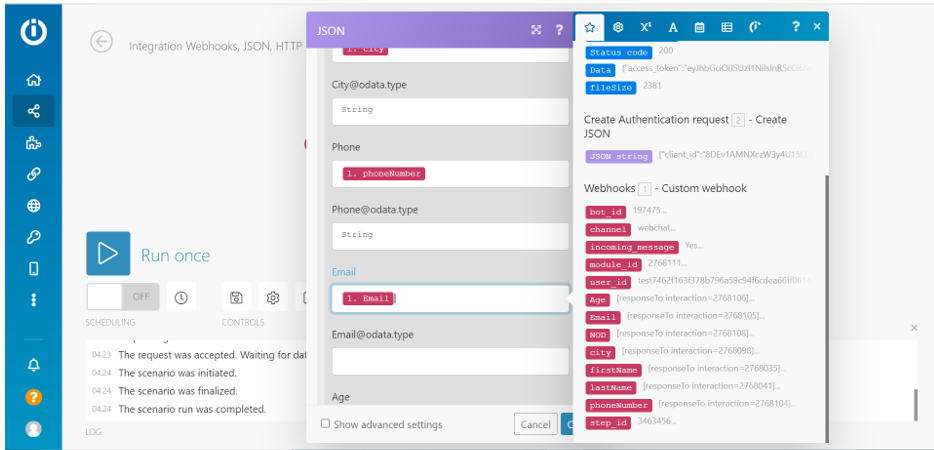 Integration Webhooks, JSON, HTTP
Run once
OFF
SCHEDULING
CONTROLS
04.23 The request was accepted. Waiting for dat
04.24 The scenario was initiated.
04.24 The scenario was finalized.
04.24 The scenario run was completed.
LOG
JSON
?
1. city
City@odata.type
String
Phone
1. phoneNumber
Phone@odata.type
String
Email
1. Email
Email@odata.type
Age
Show advanced settings
Cancel
Status code 200
Data
fileSize 2381
Create Authentication request 2 - Create
JSON
JSON string
Webhooks 1 - Custom webhook
bot_id 197475...
channel webchat...
incoming_message Yes...
module_id 2768111...
user_id
Age [responseTo interaction=2768106]...
Email [responseTo interaction=2768105]...
NOD [responseTo interaction=2768108]...
city [responseTo interaction=2768098]...
firstName [responseTo interaction=2768035]...
lastName [responseTo interaction=2768041]...
phoneNumber [responseTo interaction=2768104]...
step_id 3463456...